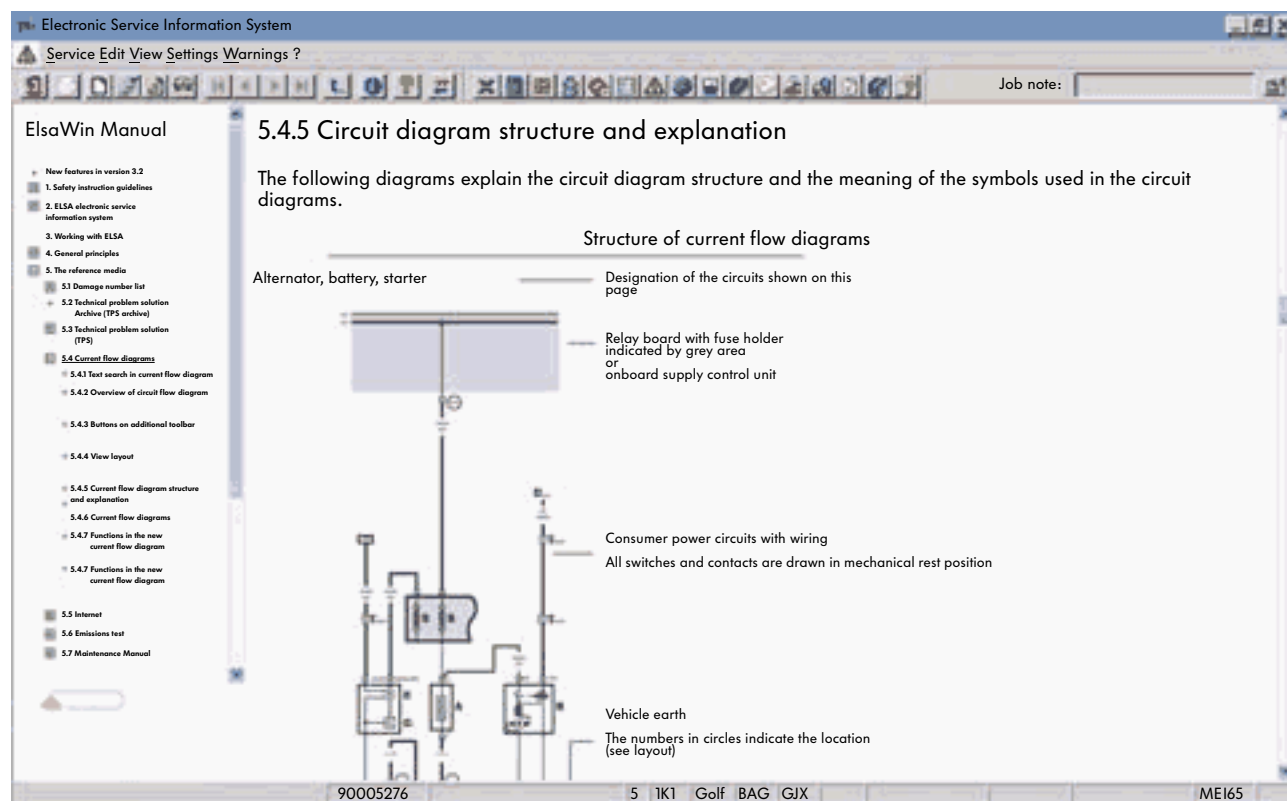 Electronic Service Information System
Service Edit View Settings Warnings ?
Job note:
ElsaWin Manual
New features in version 3.2
1. Safety instruction guidelines
2. ELSA electronic service
information system
3. Working with ELSA
4. General principles
5. The reference media
5.1 Damage number list
5.2 Technical problem solution
Archive (TPS archive)
5.3 Technical problem solution
(TPS)
5.4 Current flow diagrams
5.4.1 Text search in current flow diagram
5.4.2 Overview of circuit flow diagram
5.4.3 Buttons on additional toolbar
5.4.4 View layout
5.4.5 Current flow diagram structure
and explanation
5.4.6 Current flow diagrams
5.4.7 Functions in the new
current flow diagram
5.4.7 Functions in the new
current flow diagram
5.5 Internet
5.6 Emissions test
5.7 Maintenance Manual
5.4.5 Circuit diagram structure and explanation
The following diagrams explain the circuit diagram structure and the meaning of the symbols used in the circuit
diagrams.
Structure of current flow diagrams
Alternator, battery, starter
Designation of the circuits shown on this
page
Relay board with fuse holder
indicated by grey area
or
onboard supply control unit
Consumer power circuits with wiring
All switches and contacts are drawn in mechanical rest position
Vehicle earth
The numbers in circles indicate the location
(see layout)
90005276 5 1K1 Golf BAG GJX MEI65